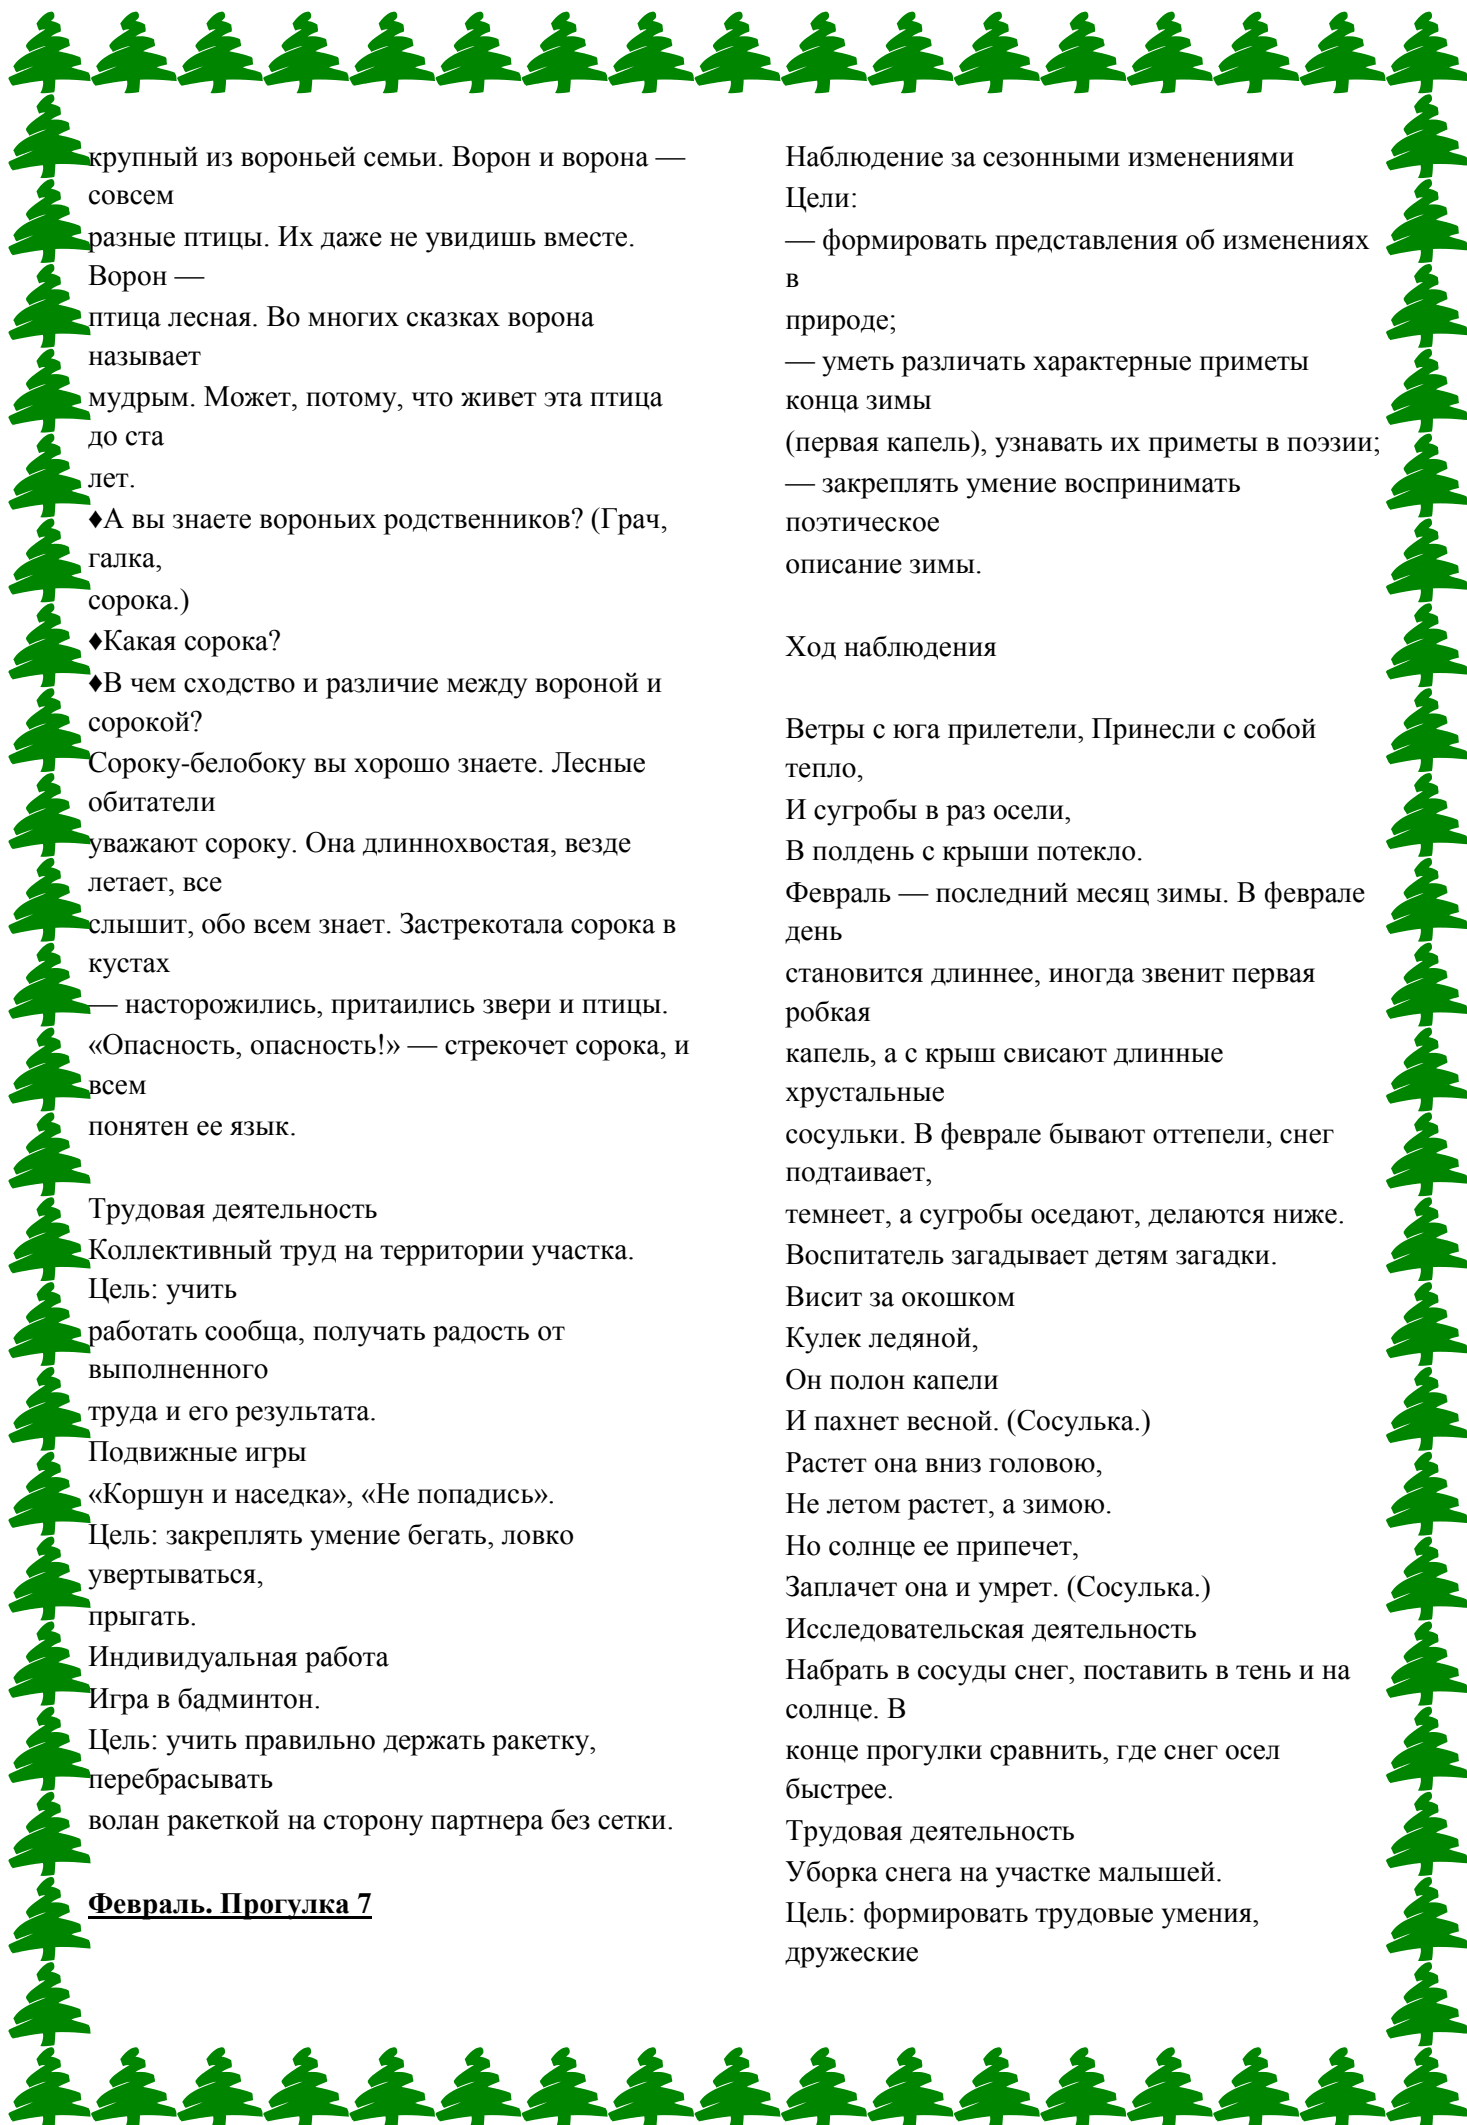 крупный из вороньей семьи. Ворон и ворона —
совсем
разные птицы. Их даже не увидишь вместе.
Ворон —
птица лесная. Во многих сказках ворона
называет
мудрым. Может, потому, что живет эта птица
до ста
лет.
♦А вы знаете вороньих родственников? (Грач,
галка,
сорока.)
♦Какая сорока?
♦В чем сходство и различие между вороной и
сорокой?
Сороку-белобоку вы хорошо знаете. Лесные
обитатели
уважают сороку. Она длиннохвостая, везде
летает, все
слышит, обо всем знает. Застрекотала сорока в
кустах
— насторожились, притаились звери и птицы.
«Опасность, опасность!» — стрекочет сорока, и
всем
понятен ее язык.
Трудовая деятельность
Коллективный труд на территории участка.
Цель: учить
работать сообща, получать радость от
выполненного
труда и его результата.
Подвижные игры
«Коршун и наседка», «Не попадись».
Цель: закреплять умение бегать, ловко
увертываться,
прыгать.
Индивидуальная работа
Игра в бадминтон.
Цель: учить правильно держать ракетку,
перебрасывать
волан ракеткой на сторону партнера без сетки.
Февраль. Прогулка 7
Наблюдение за сезонными изменениями
Цели:
— формировать представления об изменениях
в
природе;
— уметь различать характерные приметы
конца зимы
(первая капель), узнавать их приметы в поэзии;
— закреплять умение воспринимать
поэтическое
описание зимы.
Ход наблюдения
Ветры с юга прилетели, Принесли с собой
тепло,
И сугробы в раз осели,
В полдень с крыши потекло.
Февраль — последний месяц зимы. В феврале
день
становится длиннее, иногда звенит первая
робкая
капель, а с крыш свисают длинные
хрустальные
сосульки. В феврале бывают оттепели, снег
подтаивает,
темнеет, а сугробы оседают, делаются ниже.
Воспитатель загадывает детям загадки.
Висит за окошком
Кулек ледяной,
Он полон капели
И пахнет весной. (Сосулька.)
Растет она вниз головою,
Не летом растет, а зимою.
Но солнце ее припечет,
Заплачет она и умрет. (Сосулька.)
Исследовательская деятельность
Набрать в сосуды снег, поставить в тень и на
солнце. В
конце прогулки сравнить, где снег осел
быстрее.
Трудовая деятельность
Уборка снега на участке малышей.
Цель: формировать трудовые умения,
дружеские